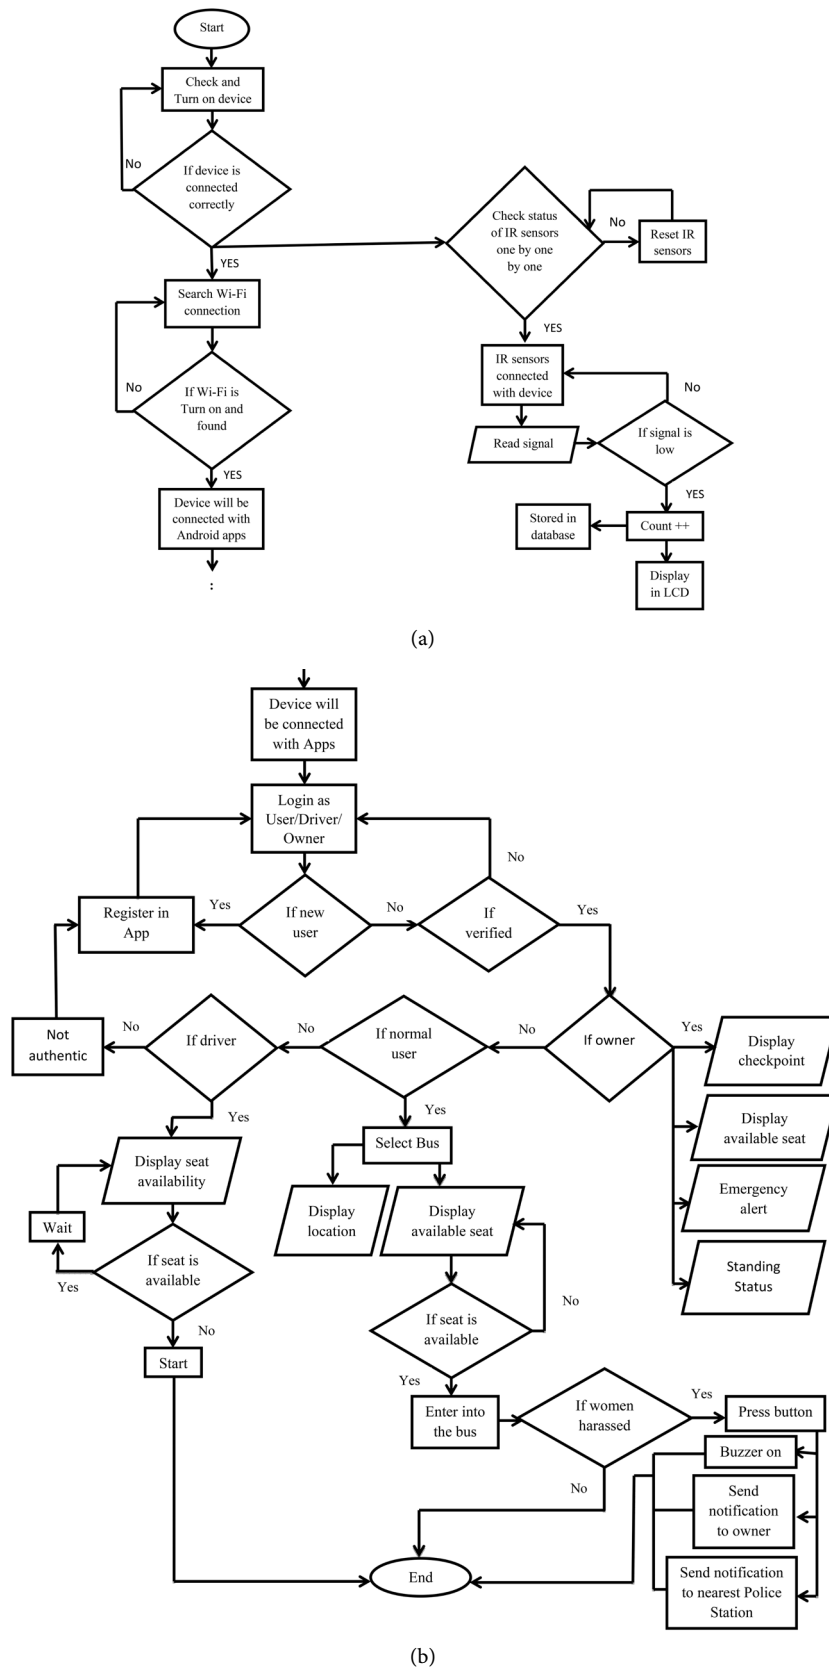 Start
Check and
Turn on device
No
If device is
connected
correctly
YES
Search Wi-Fi
connection
No
If Wi-Fi is
Turn on and
found
YES
Device will be
connected with
Android apps
:
Check status
of IR sensors
one by one
by one
No
Reset IR
sensors
YES
IR sensors
connected
with device
No
Read signal
If signal is
low
YES
Stored in
database
Count ++
Display
in LCD
(a)
Device will
be connected
with Apps
Login as
User/Driver/
Owner
No
Register in
App
Yes
If new
user
No
If
verified
Yes
Not
authentic
No
If driver
No
If normal
user
No
If owner
Yes
Display
checkpoint
Yes
Yes
Select Bus
Display
available seat
Display seat
availability
Display
location
Display
available seat
Emergency
alert
Wait
Yes
If seat is
available
No
Standing
Status
No
If seat is
available
Start
Yes
Enter into
the bus
If women
harassed
Yes
Press button
Buzzer on
No
Send
notification
to owner
End
Send notification
to nearest Police
Station
(b)